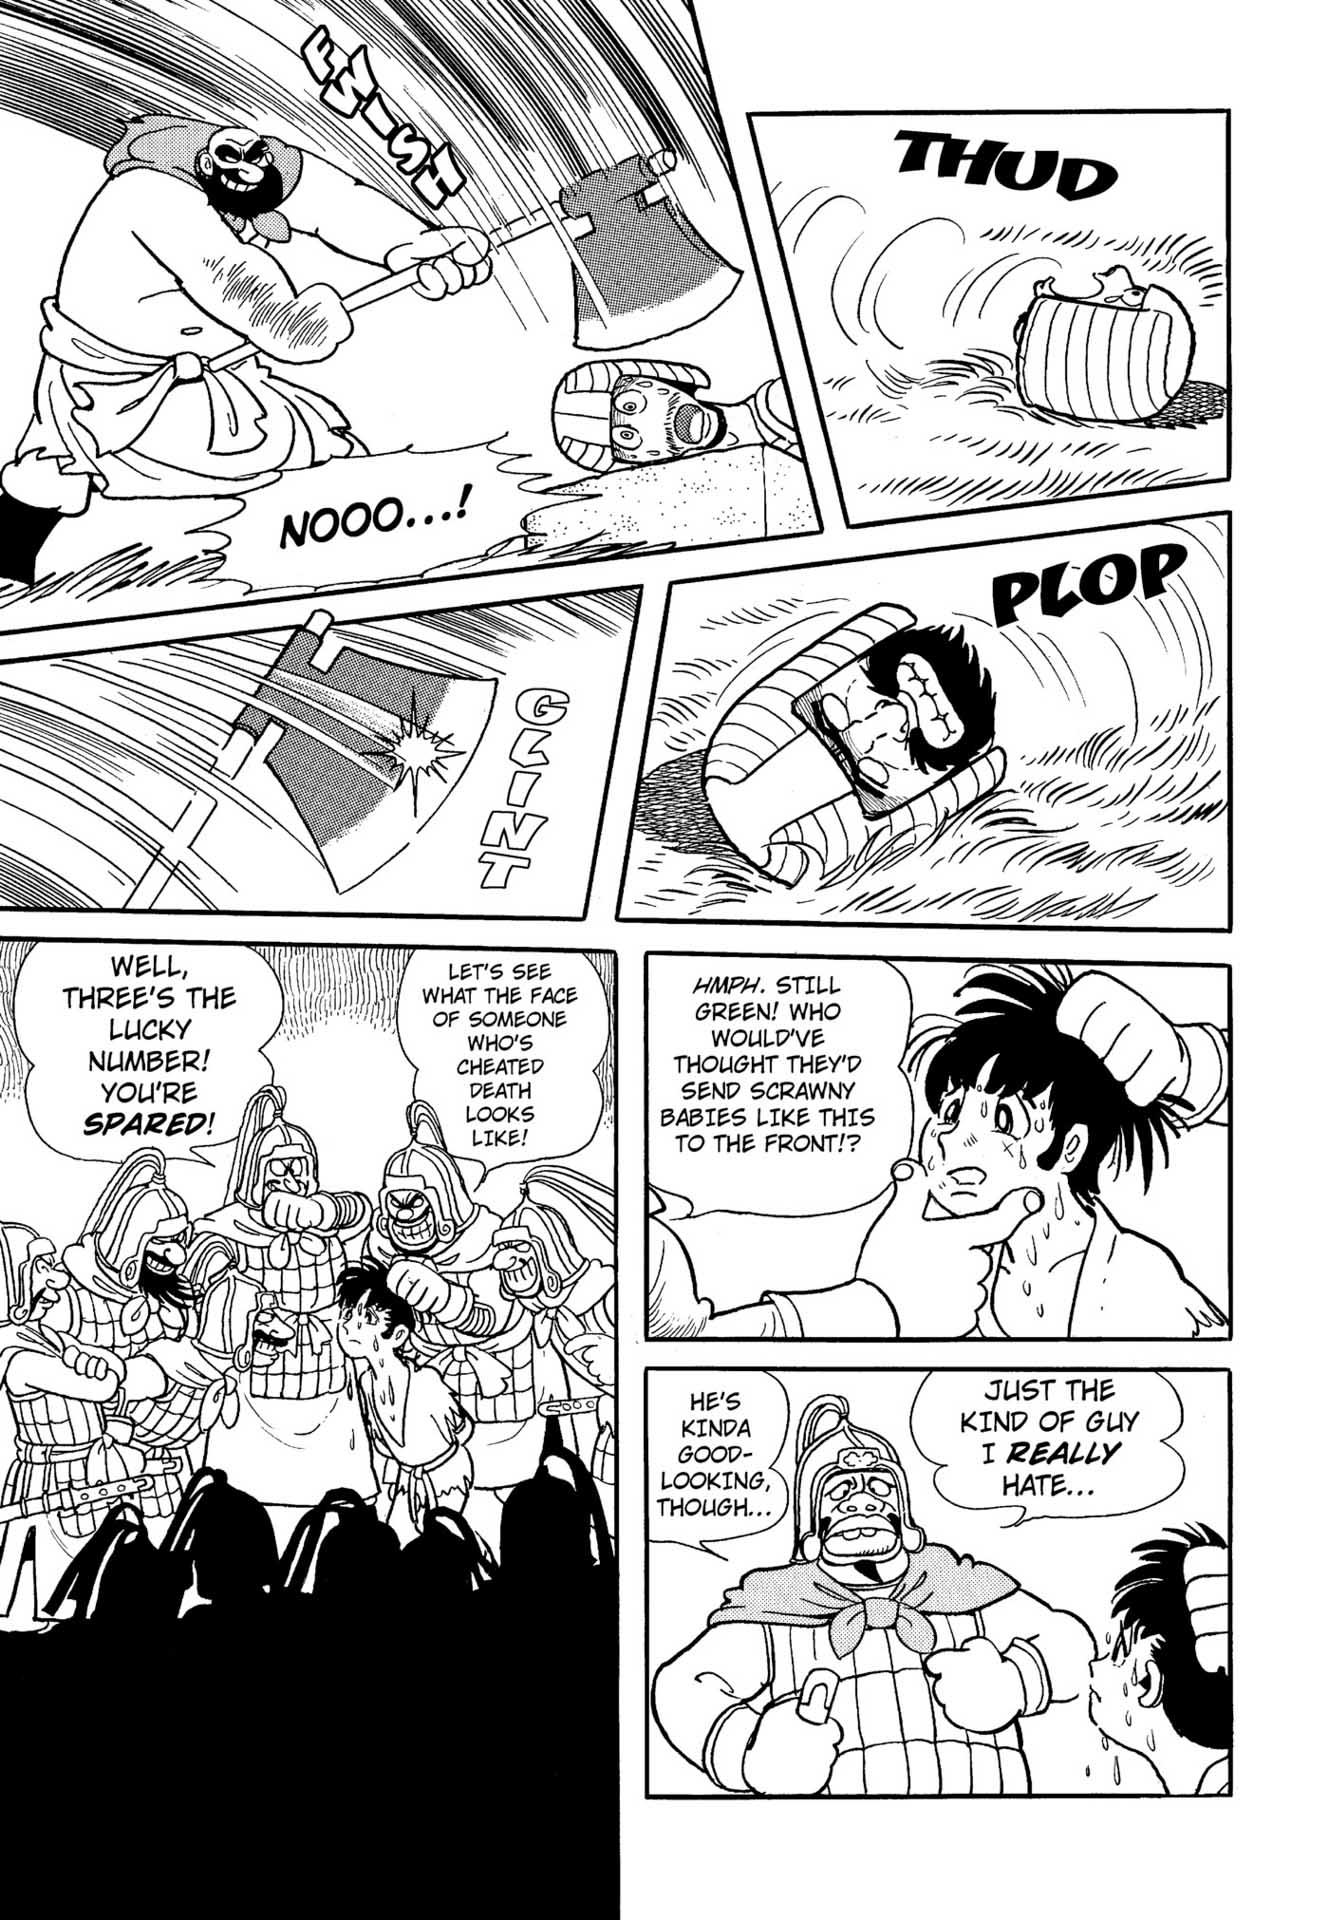 FWISH
NOOO...!
THUD
GLINT
PLOP
WELL,
THREE'S THE
LUCKY
NUMBER!
YOU'RE
SPARED!
LET'S SEE
WHAT THE FACE
OF SOMEONE
WHO'S
CHEATED
DEATH
LOOKS
LIKE!
HMPH. STILL
GREEN! WHO
WOULD'VE
THOUGHT THEY'D
SEND SCRAWNY
BABIES LIKE THIS
TO THE FRONT!?
HE'S
KINDA
GOOD-
LOOKING,
THOUGH...
JUST THE
KIND OF GUY
I REALLY
HATE...